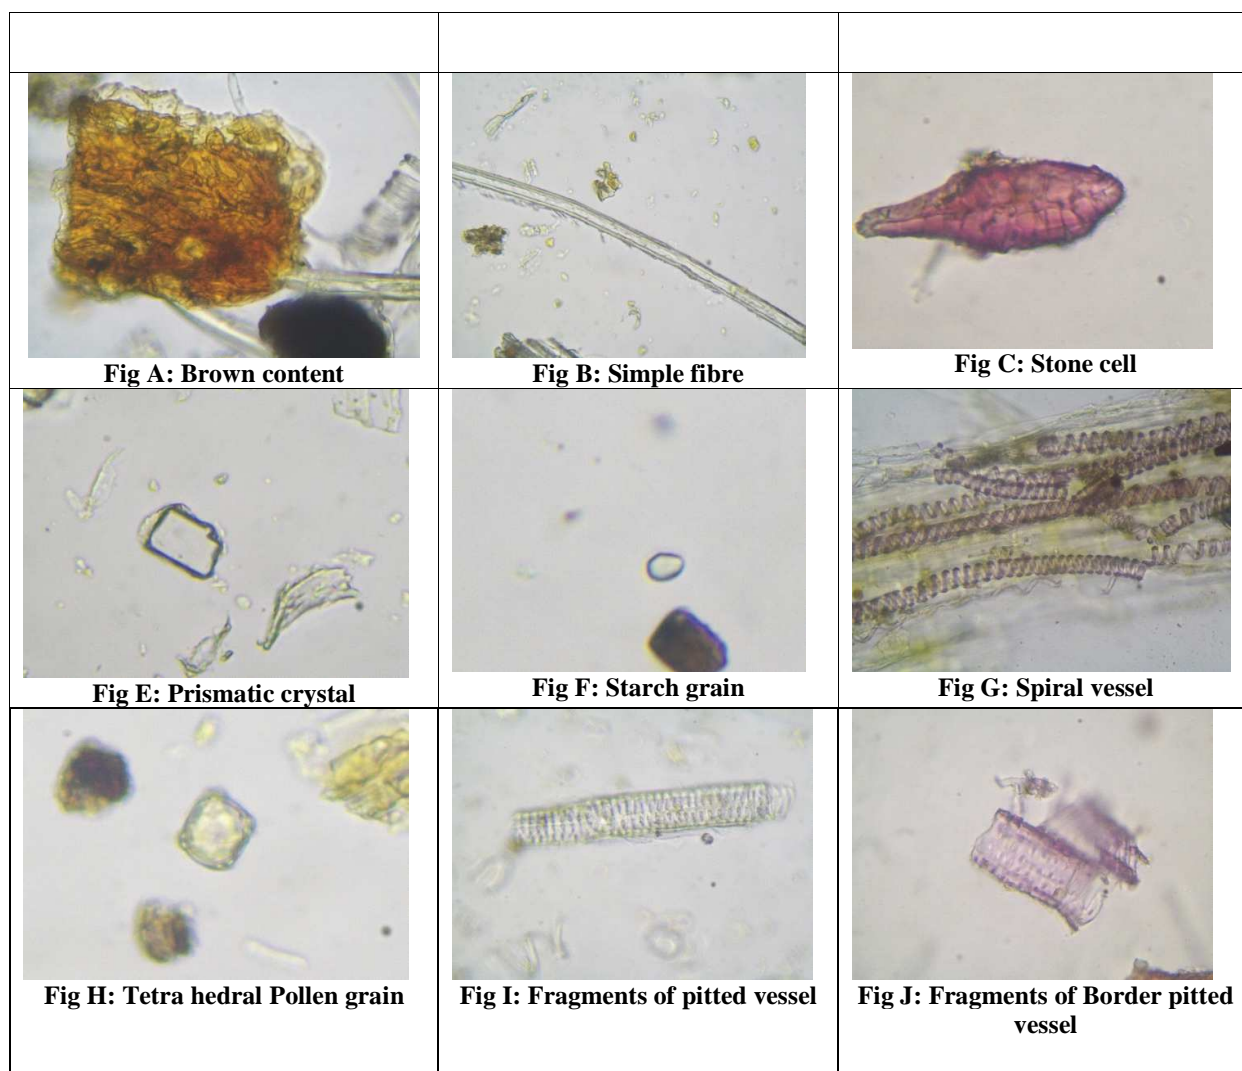 Fig A: Brown content
Fig B: Simple fibre
Fig C: Stone cell
Fig E: Prismatic crystal
Fig F: Starch grain
Fig G: Spiral vessel
Fig H: Tetra hedral Pollen grain
Fig I: Fragments of pitted vessel
Fig J: Fragments of Border pitted
vessel